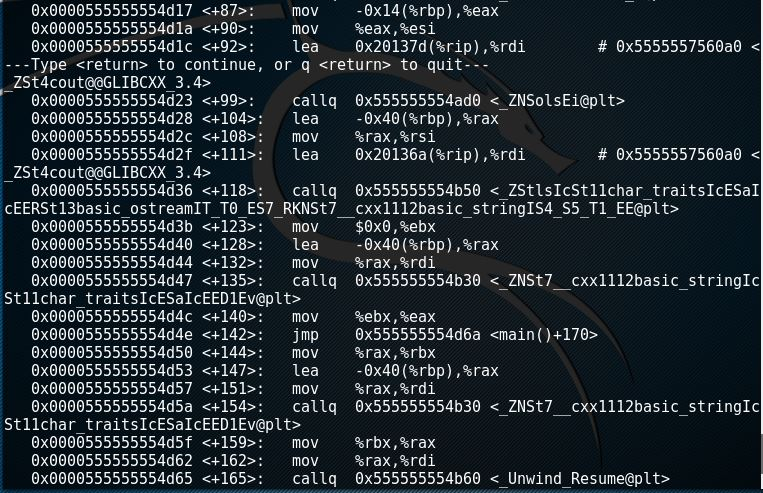 0x0000555555554d17 <+87>: mov -0x14(%rbp),%eax
0x0000555555554d1a <+90>: mov %eax,%esi
0x0000555555554d1c <+92>: lea 0x20137d(%rip),%rdi # 0x5555557560a0 <
---Type <return> to continue, or q <return> to quit---
_ZSt4cout@@GLIBCXX_3.4>
0x0000555555554d23 <+99>: callq 0x555555554ad0 <_ZNSolsEi@plt>
0x0000555555554d28 <+104>: lea -0x40(%rbp),%rax
0x0000555555554d2c <+108>: mov %rax,%rsi
0x0000555555554d2f <+111>: lea 0x20136a(%rip),%rdi # 0x5555557560a0 <
_ZSt4cout@@GLIBCXX_3.4>
0x0000555555554d36 <+118>: callq 0x555555554b50 <_ZStlsIcSt11char_traitsIcESaI
cEERSt13basic_ostreamIT_T0_ES7_RKNSt7__cxx1112basic_stringIS4_S5_T1_EE@plt>
0x0000555555554d3b <+123>: mov $0x0,%ebx
0x0000555555554d40 <+128>: lea -0x40(%rbp),%rax
0x0000555555554d44 <+132>: mov %rax,%rdi
0x0000555555554d47 <+135>: callq 0x555555554b30 <_ZNSt7__cxx1112basic_stringIc
St11char_traitsIcESaIcEED1Ev@plt>
0x0000555555554d4c <+140>: mov %ebx,%eax
0x0000555555554d4e <+142>: jmp 0x555555554d6a <main()+170>
0x0000555555554d50 <+144>: mov %rax,%rbx
0x0000555555554d53 <+147>: lea -0x40(%rbp),%rax
0x0000555555554d57 <+151>: mov %rax,%rdi
0x0000555555554d5a <+154>: callq 0x555555554b30 <_ZNSt7__cxx1112basic_stringIc
St11char_traitsIcESaIcEED1Ev@plt>
0x0000555555554d5f <+159>: mov %rbx,%rax
0x0000555555554d62 <+162>: mov %rax,%rdi
0x0000555555554d65 <+165>: callq 0x555555554b60 <_Unwind_Resume@plt>